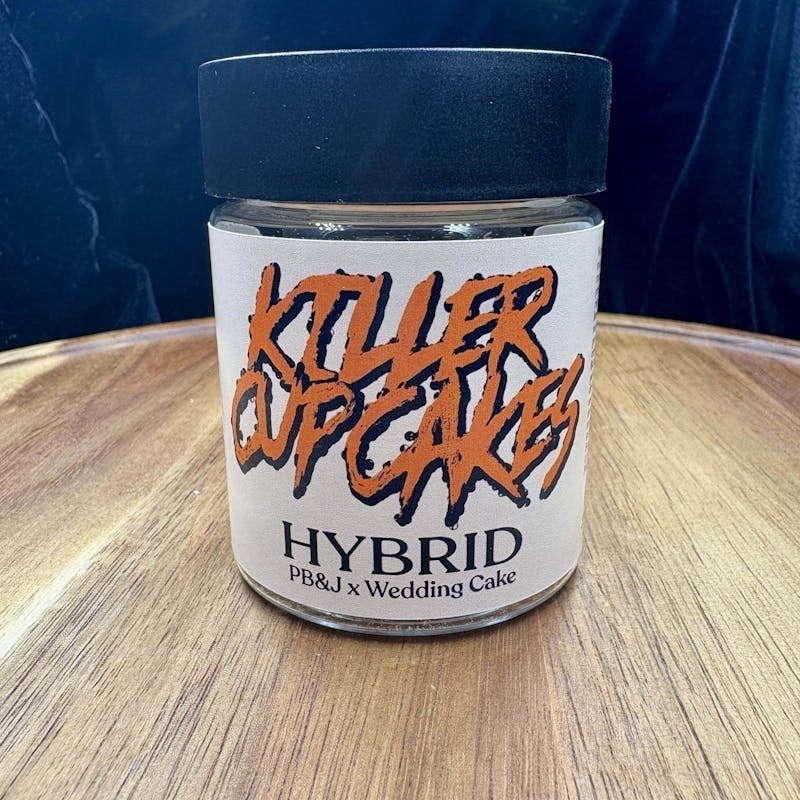 KILLER
CUPCAKES
HYBRID
PB&J x Wedding Cake